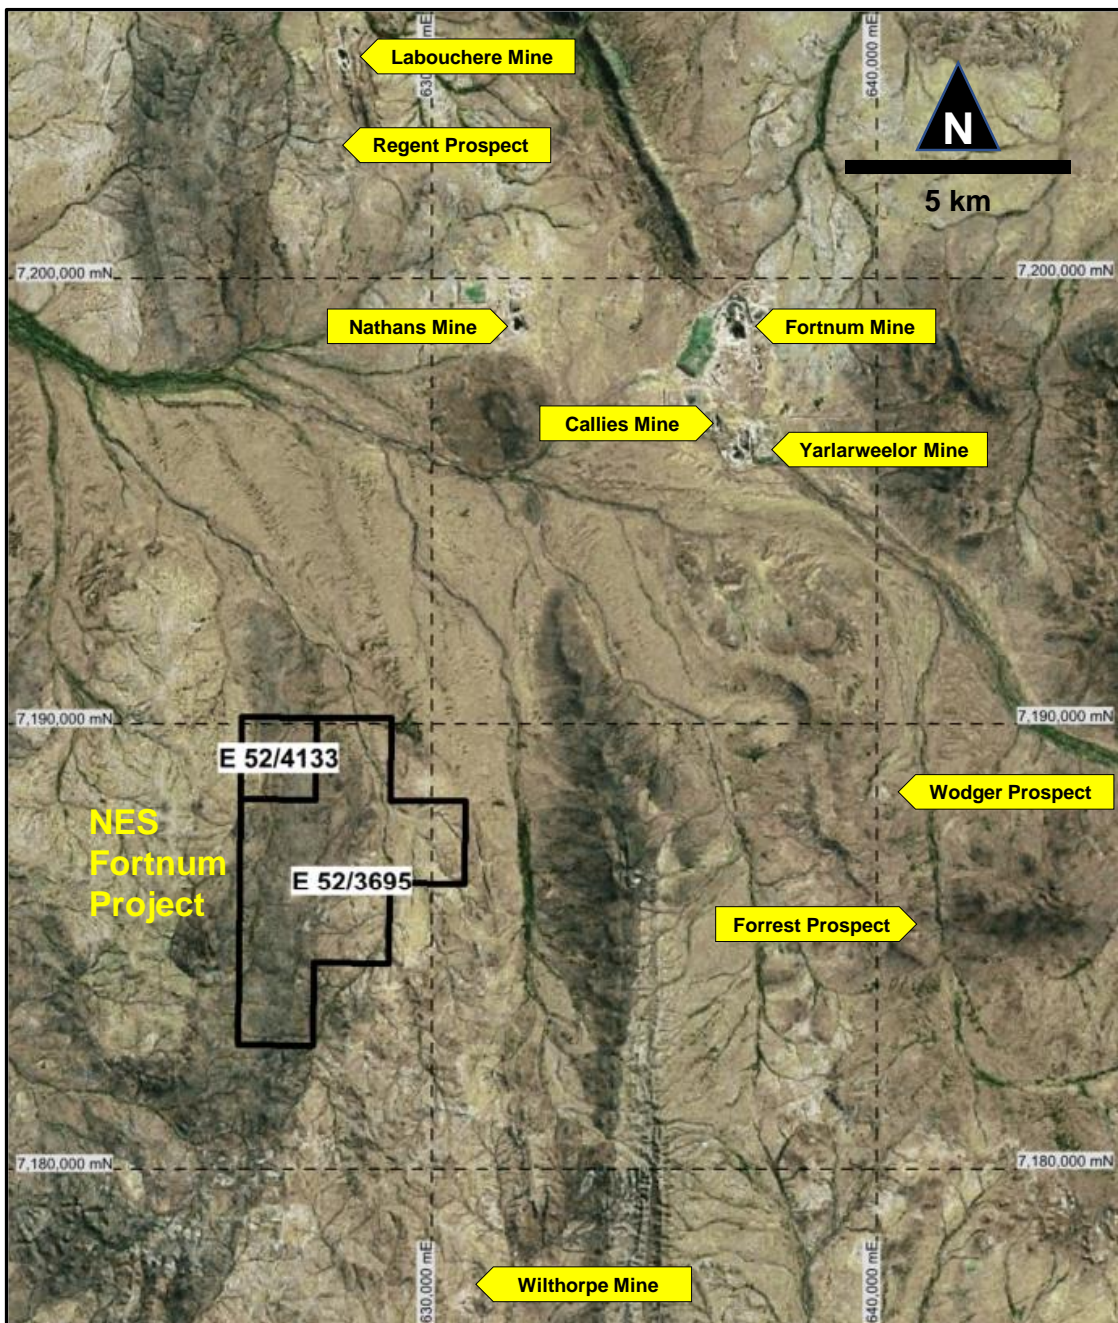 Labouchere Mine
Regent Prospect
640,000 mE
N
5 km
7,200,000 mN
7,200,000 mN
Nathans Mine
Fortnum Mine
Callies Mine
Yarlarweelor Mine
7,190,000 mN
7,190,000 mN
E 52/4133
Wodger Prospect
NES
Fortnum
Project
E 52/3695
Forrest Prospect
7,180,000 mN
7,180,000 mN
630,000 mE
640,000 mE
Wilthorpe Mine